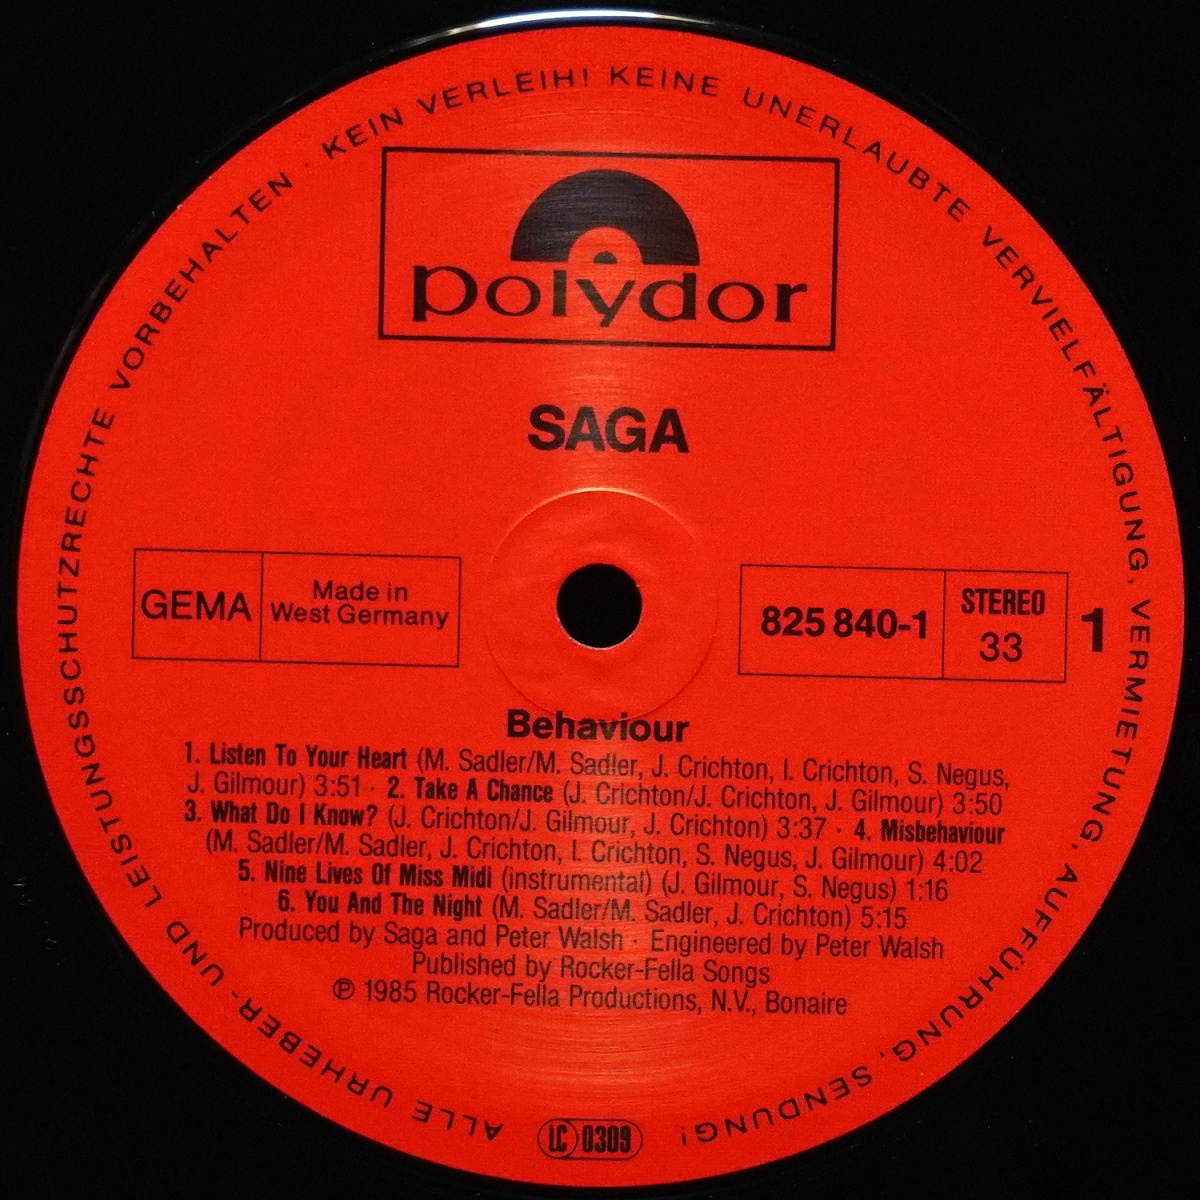 ALLE URHEBER- UND LEISTUNGSSCHUTZRECHTE VORBEHALTEN · KEIN VERLEIH! KEINE UNERLAUBTE VERVIELFÄLTIGUNG, VERMIETUNG, AUFFÜHRUNG, SENDUNG!
polydor
SAGA
GEMA
Made in
West Germany
825 840-1
STEREO
33
1
Behaviour
1. Listen To Your Heart (M. Sadler/M. Sadler, J. Crichton, I. Crichton, S. Negus,
J. Gilmour) 3:51 · 2. Take A Chance (J. Crichton/J. Crichton, J. Gilmour) 3:50
3. What Do I Know? (J. Crichton/J. Gilmour, J. Crichton) 3:37 · 4. Misbehaviour
(M. Sadler/M. Sadler, J. Crichton, I. Crichton, S. Negus, J. Gilmour) 4:02
5. Nine Lives Of Miss Midi (instrumental) (J. Gilmour, S. Negus) 1:16
6. You And The Night (M. Sadler/M. Sadler, J. Crichton) 5:15
Produced by Saga and Peter Walsh · Engineered by Peter Walsh
Published by Rocker-Fella Songs
℗ 1985 Rocker-Fella Productions, N.V., Bonaire
LC 0309